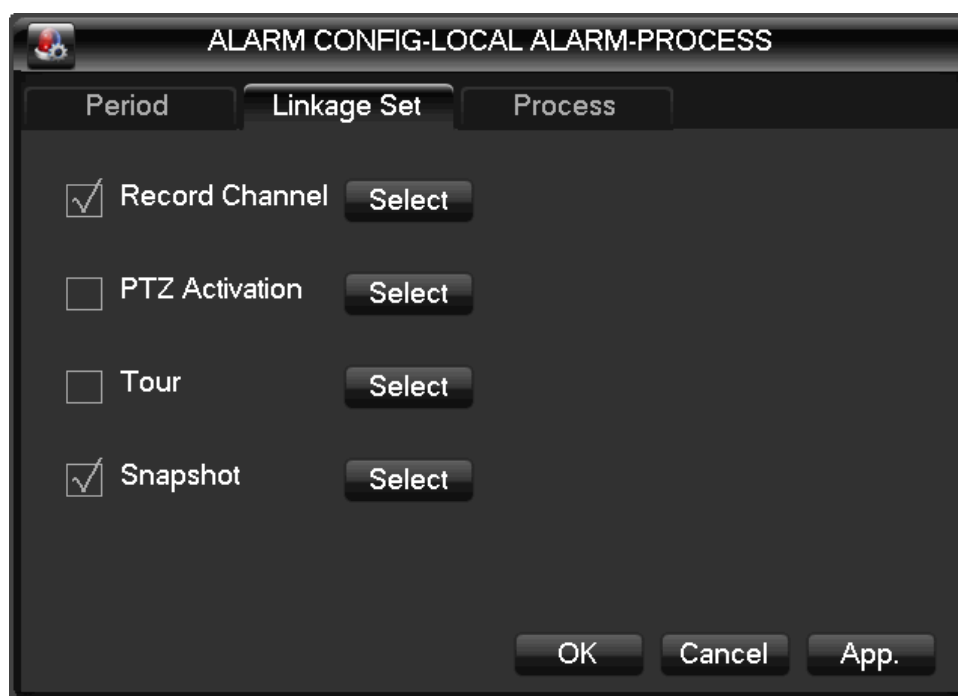 ALARM CONFIG-LOCAL ALARM-PROCESS
Period Linkage Set Process
Record Channel Select
PTZ Activation Select
Tour Select
Snapshot Select
OK Cancel App.